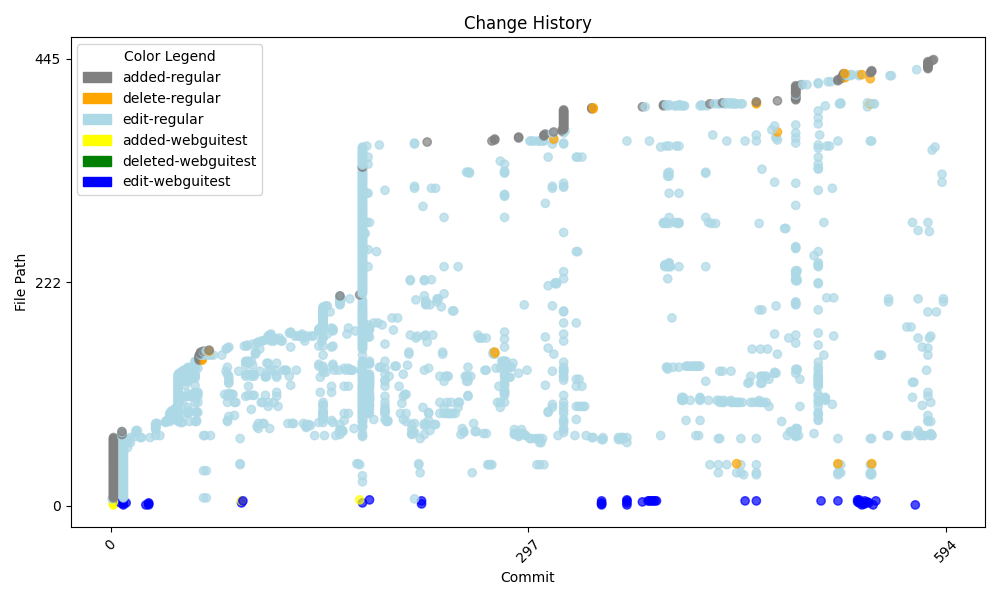 Change History
Color Legend
added-regular
delete-regular
edit-regular
added-webguitest
deleted-webguitest
edit-webguitest
File Path
445
222
0
0
297
594
Commit